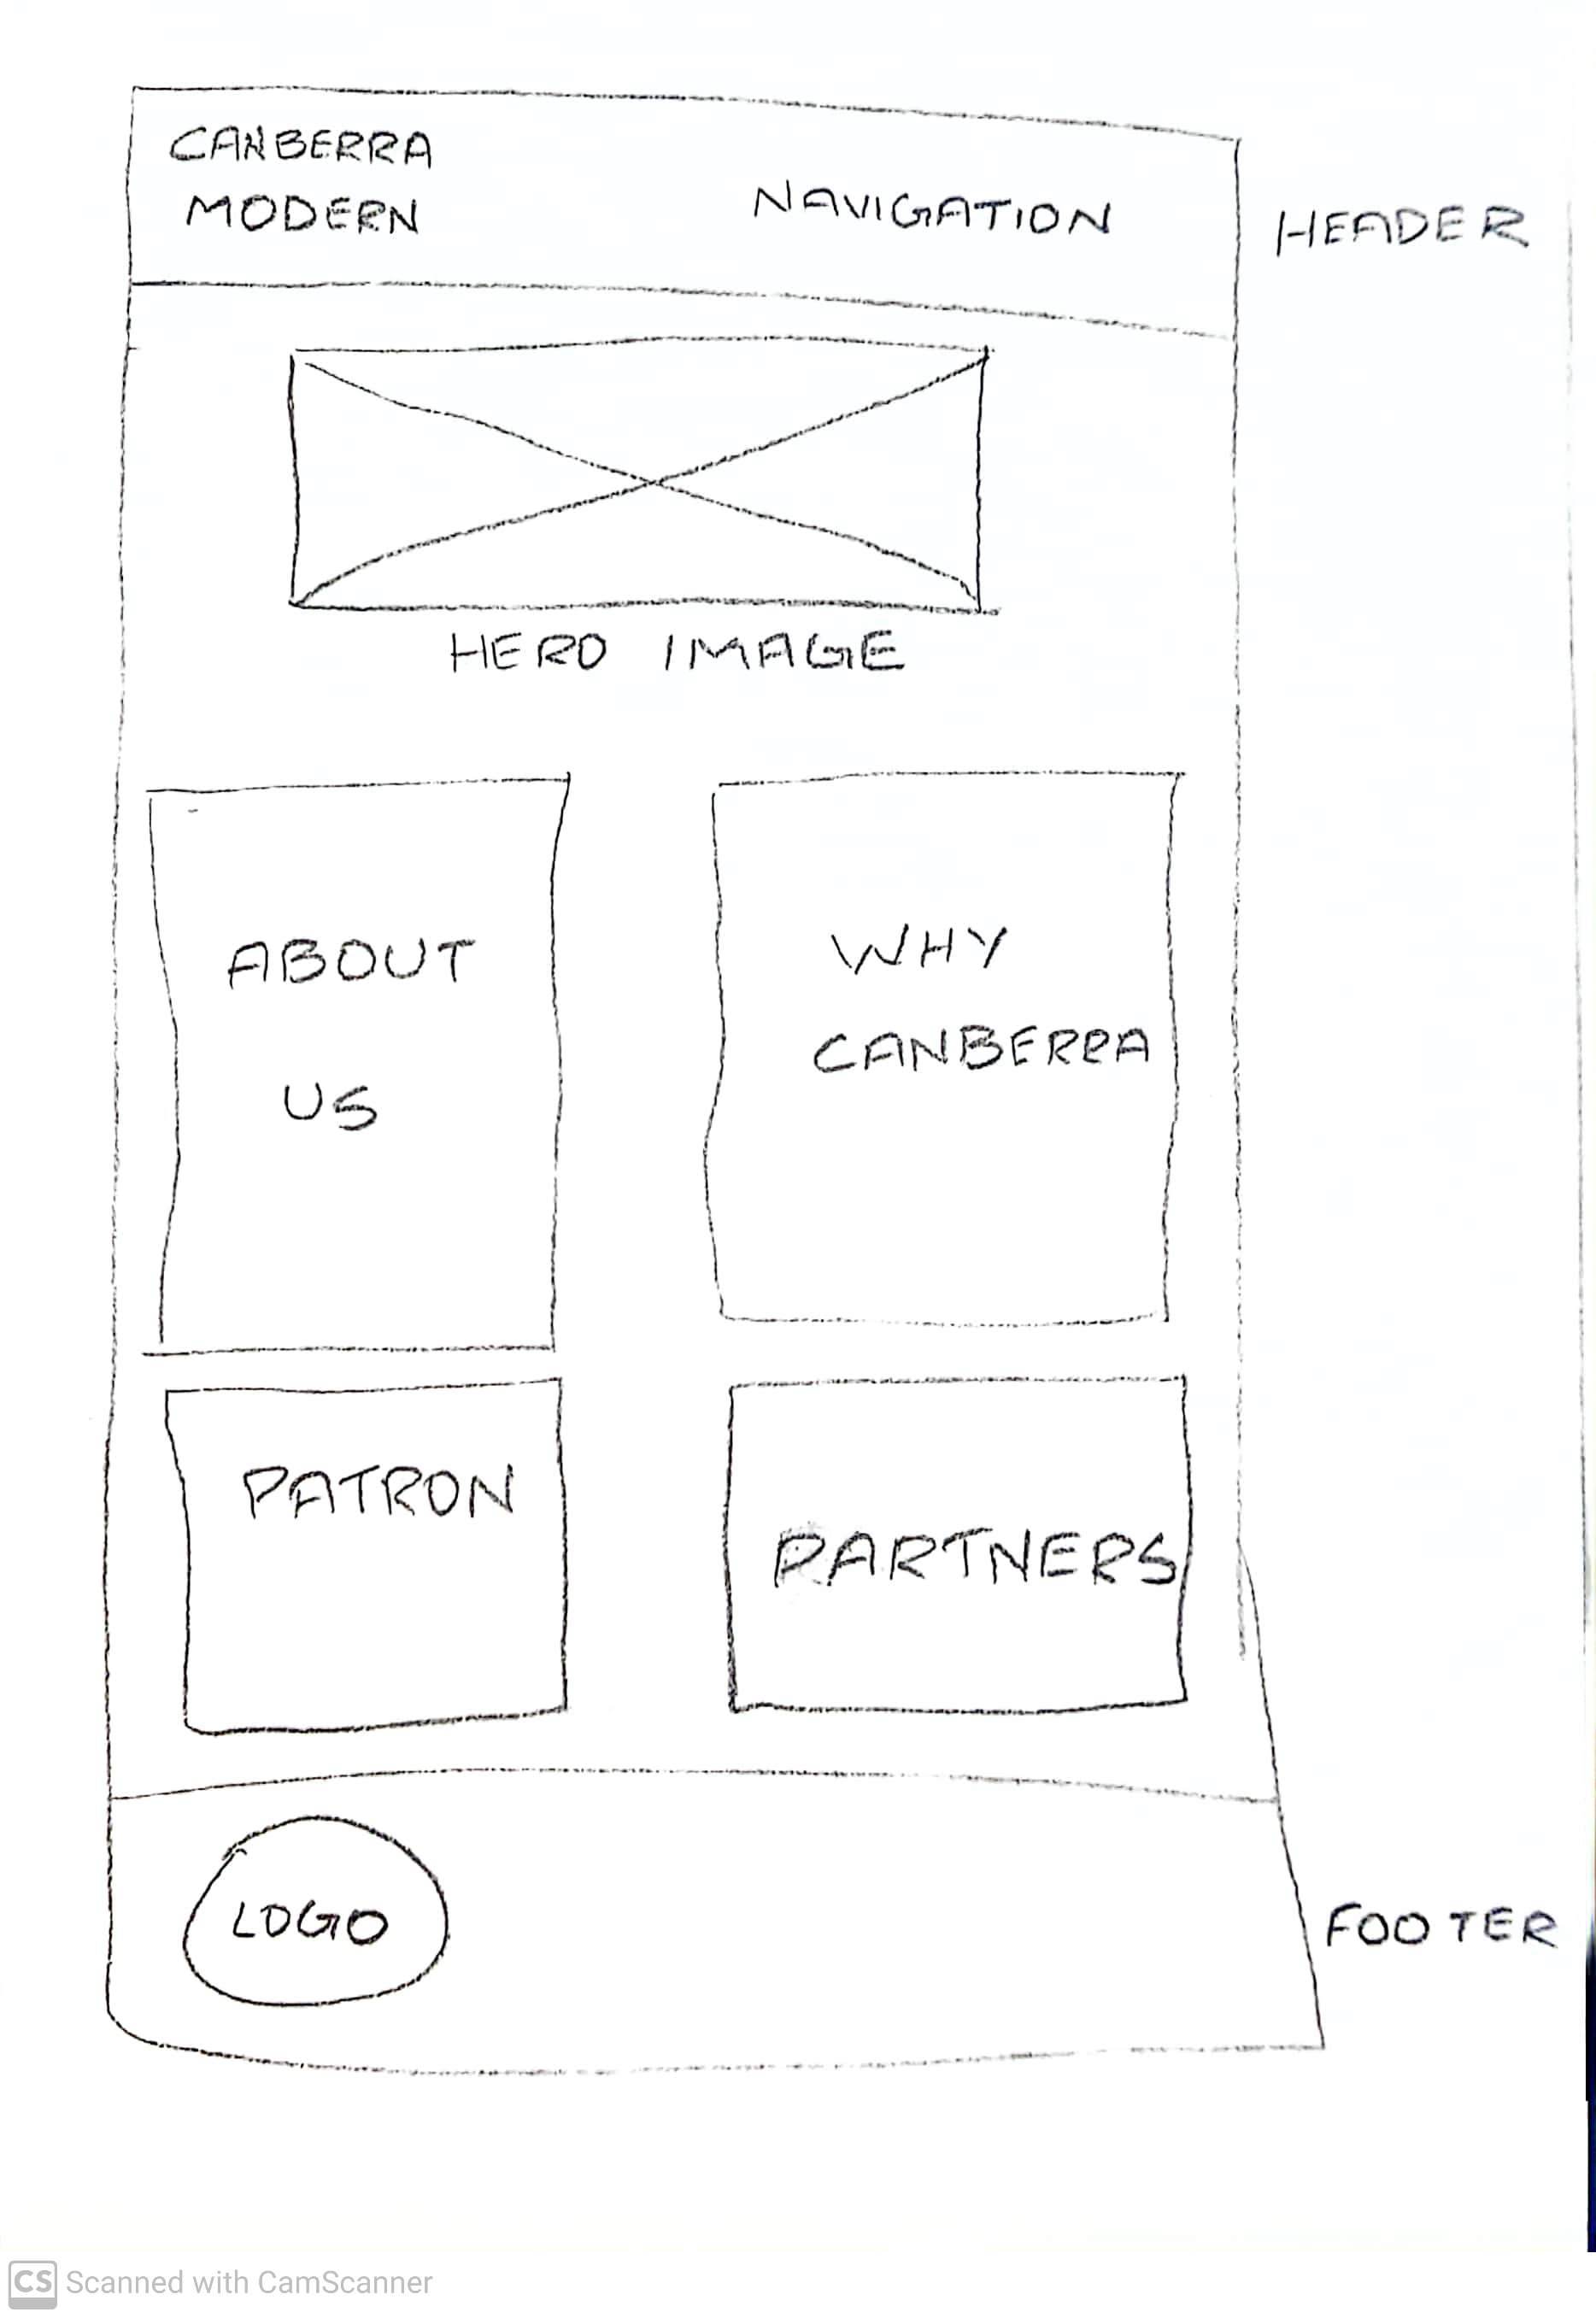 CANBERRA
MODERN
NAVIGATION
HEADER
HERO IMAGE
ABOUT
US
WHY
CANBERRA
PATRON
PARTNERS
LOGO
FOOTER
CS Scanned with CamScanner